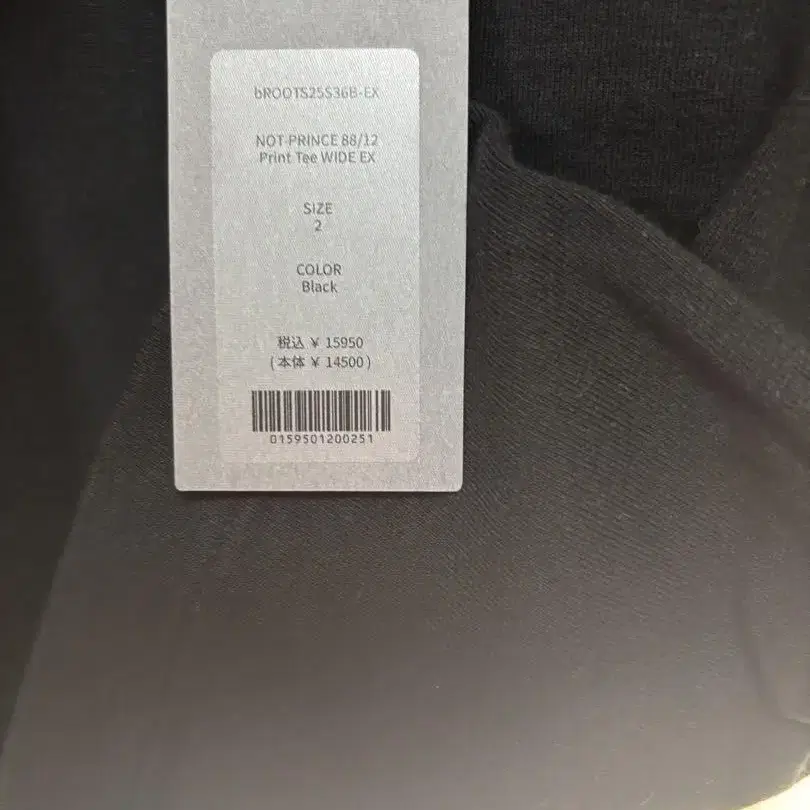 bROOTS25S36B-EX
NOT PRINCE 88/12
Print Tee WIDE EX
SIZE
2
COLOR
Black
税込 ¥ 15950
( 本体 ¥ 14500 )
0159501200251